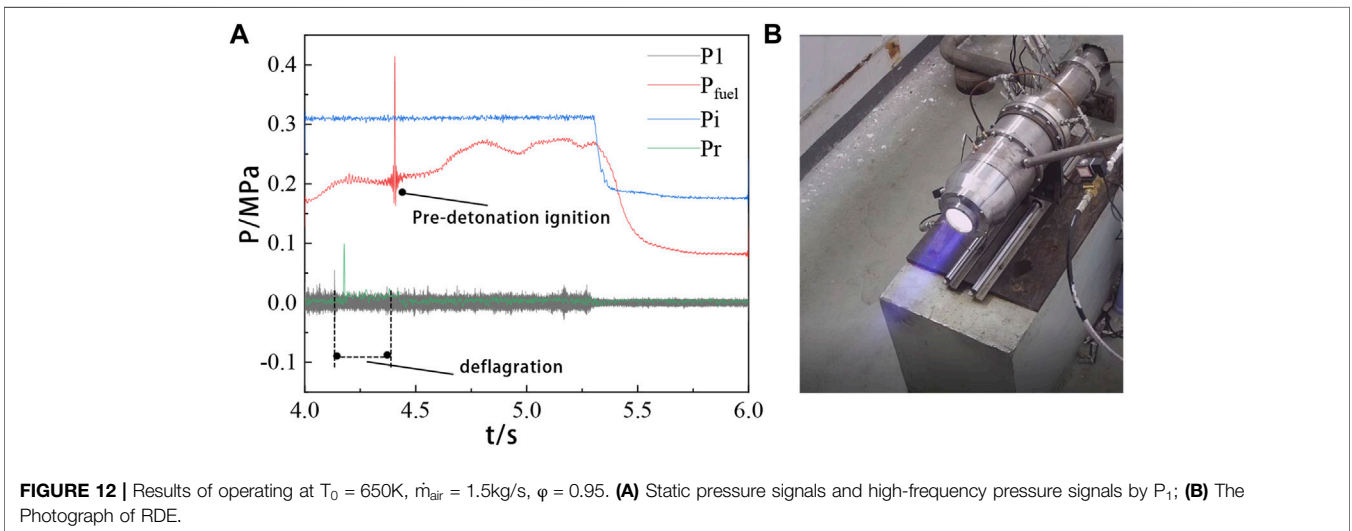 A
B
P1
P_fuel
Pi
Pr
0.4
0.3
0.2
0.1
0.0
-0.1
P/MPa
Pre-detonation ignition
deflagration
4.0 4.5 5.0 5.5 6.0
t/s
FIGURE 12 | Results of operating at T₀ = 650K, ṁ_air = 1.5kg/s, φ = 0.95. (A) Static pressure signals and high-frequency pressure signals by P₁; (B) The
Photograph of RDE.